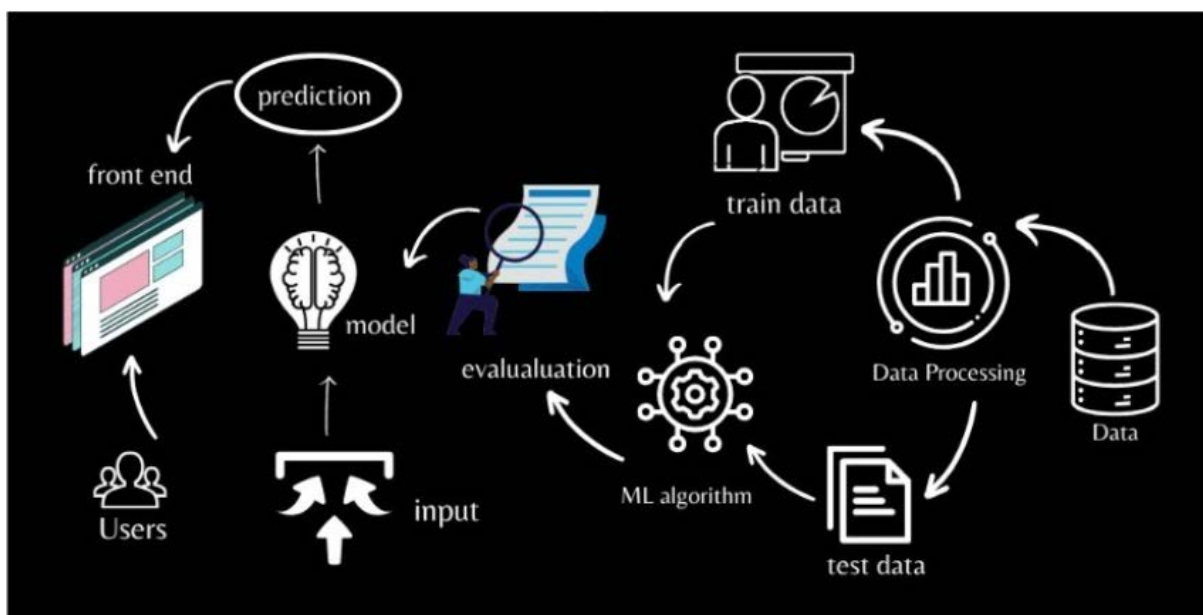 prediction
front end
train data
model
evalualuation
Data Processing
Data
ML algorithm
input
Users
test data